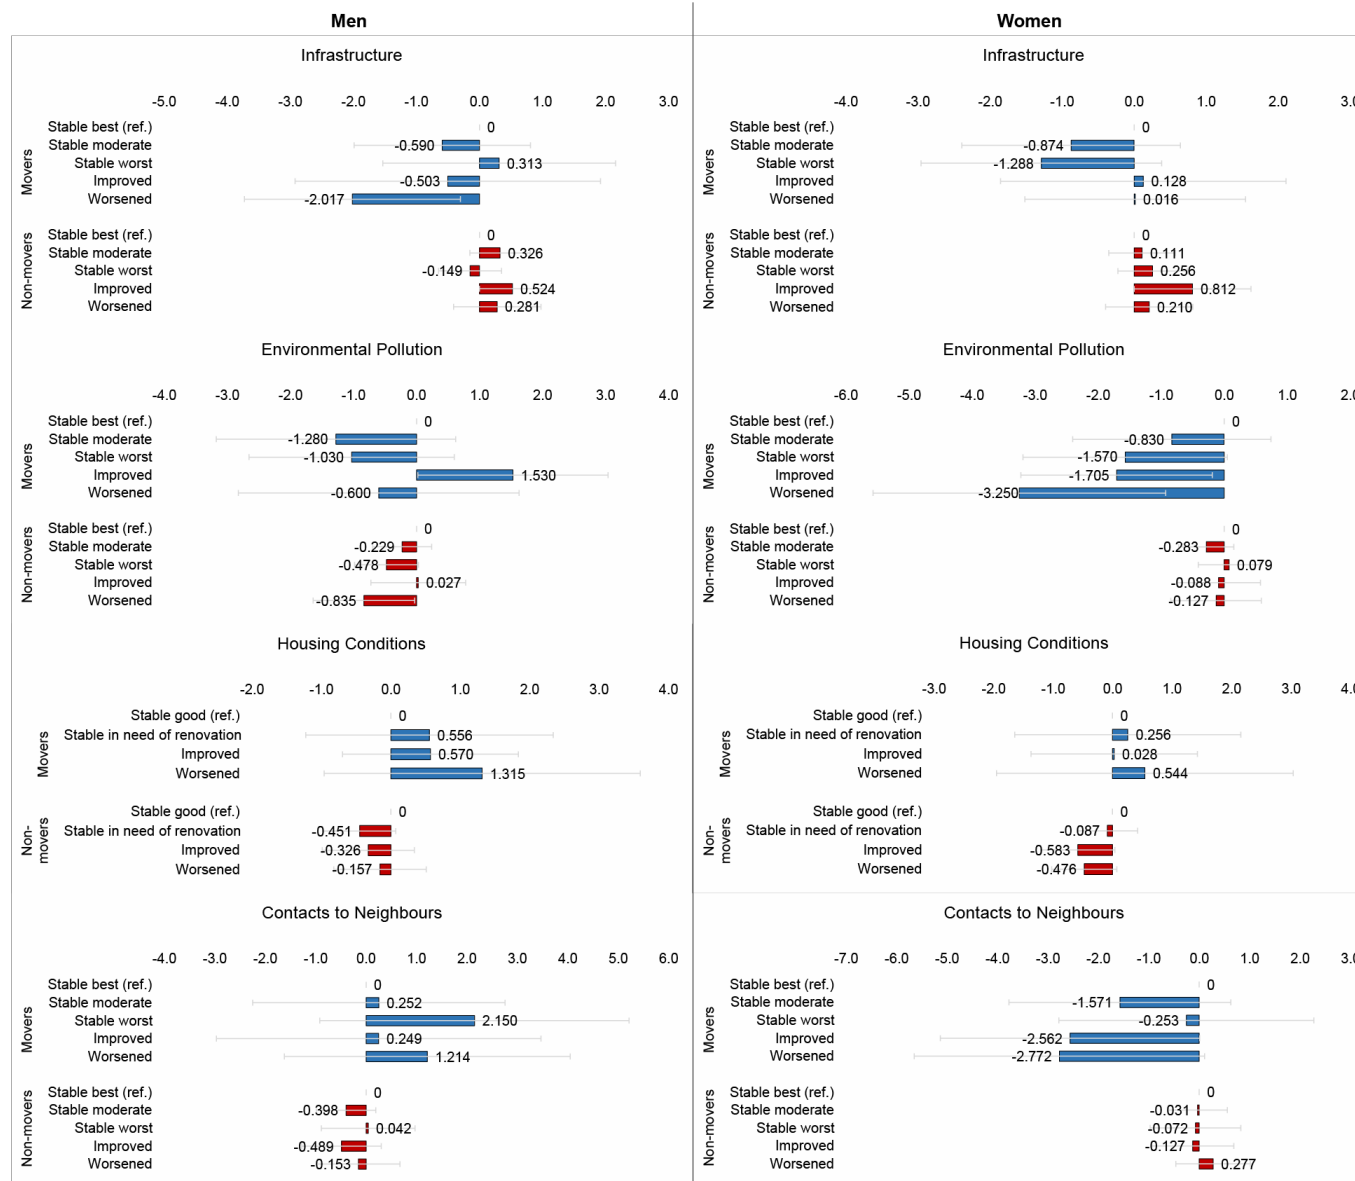 Men
Infrastructure
-5.0 -4.0 -3.0 -2.0 -1.0 0.0 1.0 2.0 3.0
Movers
Stable best (ref.) 0
Stable moderate -0.590
Stable worst 0.313
Improved -0.503
Worsened -2.017
Non-movers
Stable best (ref.) 0
Stable moderate 0.326
Stable worst -0.149
Improved 0.524
Worsened 0.281
Environmental Pollution
-4.0 -3.0 -2.0 -1.0 0.0 1.0 2.0 3.0 4.0
Movers
Stable best (ref.) 0
Stable moderate -1.280
Stable worst -1.030
Improved 1.530
Worsened -0.600
Non-movers
Stable best (ref.) 0
Stable moderate -0.229
Stable worst -0.478
Improved 0.027
Worsened -0.835
Housing Conditions
-2.0 -1.0 0.0 1.0 2.0 3.0 4.0
Movers
Stable good (ref.) 0
Stable in need of renovation 0.556
Improved 0.570
Worsened 1.315
Non-
movers
Stable good (ref.) 0
Stable in need of renovation -0.451
Improved -0.326
Worsened -0.157
Contacts to Neighbours
-4.0 -3.0 -2.0 -1.0 0.0 1.0 2.0 3.0 4.0 5.0 6.0
Movers
Stable best (ref.) 0
Stable moderate 0.252
Stable worst 2.150
Improved 0.249
Worsened 1.214
Non-movers
Stable best (ref.) 0
Stable moderate -0.398
Stable worst 0.042
Improved -0.489
Worsened -0.153
Women
Infrastructure
-4.0 -3.0 -2.0 -1.0 0.0 1.0 2.0 3.0
Movers
Stable best (ref.) 0
Stable moderate -0.874
Stable worst -1.288
Improved 0.128
Worsened 0.016
Non-movers
Stable best (ref.) 0
Stable moderate 0.111
Stable worst 0.256
Improved 0.812
Worsened 0.210
Environmental Pollution
-6.0 -5.0 -4.0 -3.0 -2.0 -1.0 0.0 1.0 2.0
Movers
Stable best (ref.) 0
Stable moderate -0.830
Stable worst -1.570
Improved -1.705
Worsened -3.250
Non-movers
Stable best (ref.) 0
Stable moderate -0.283
Stable worst 0.079
Improved -0.088
Worsened -0.127
Housing Conditions
-3.0 -2.0 -1.0 0.0 1.0 2.0 3.0 4.0
Movers
Stable good (ref.) 0
Stable in need of renovation 0.256
Improved 0.028
Worsened 0.544
Non-
movers
Stable good (ref.) 0
Stable in need of renovation -0.087
Improved -0.583
Worsened -0.476
Contacts to Neighbours
-7.0 -6.0 -5.0 -4.0 -3.0 -2.0 -1.0 0.0 1.0 2.0 3.0
Movers
Stable best (ref.) 0
Stable moderate -1.571
Stable worst -0.253
Improved -2.562
Worsened -2.772
Non-movers
Stable best (ref.) 0
Stable moderate -0.031
Stable worst -0.072
Improved -0.127
Worsened 0.277